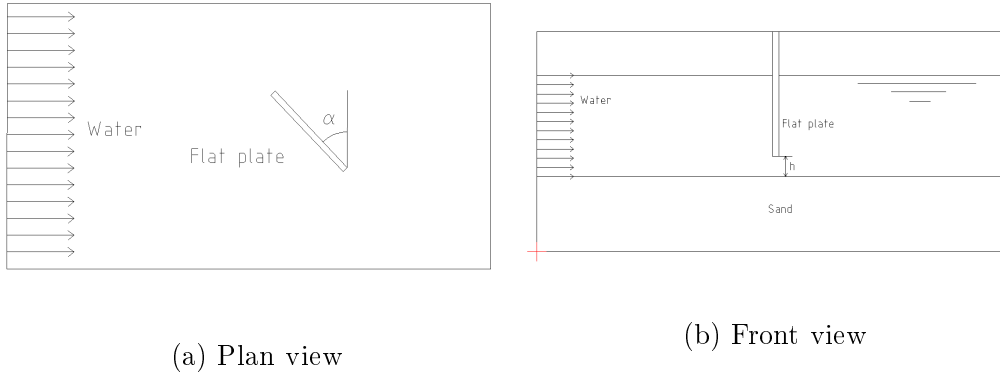 Water
α
Flat plate
(a) Plan view
Water
Flat plate
h
Sand
(b) Front view